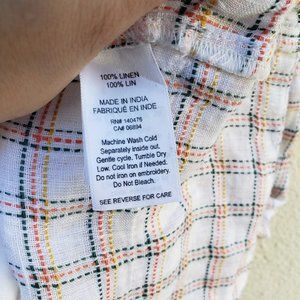 100% LINEN
100% LIN
MADE IN INDIA
FABRIQUÉ EN INDE
RN# 140476
CA# 06894
Machine Wash Cold
Separately inside out.
Gentle cycle. Tumble Dry
Low. Cool Iron if Needed.
Do not iron on embroidery.
Do Not Bleach.
SEE REVERSE FOR CARE